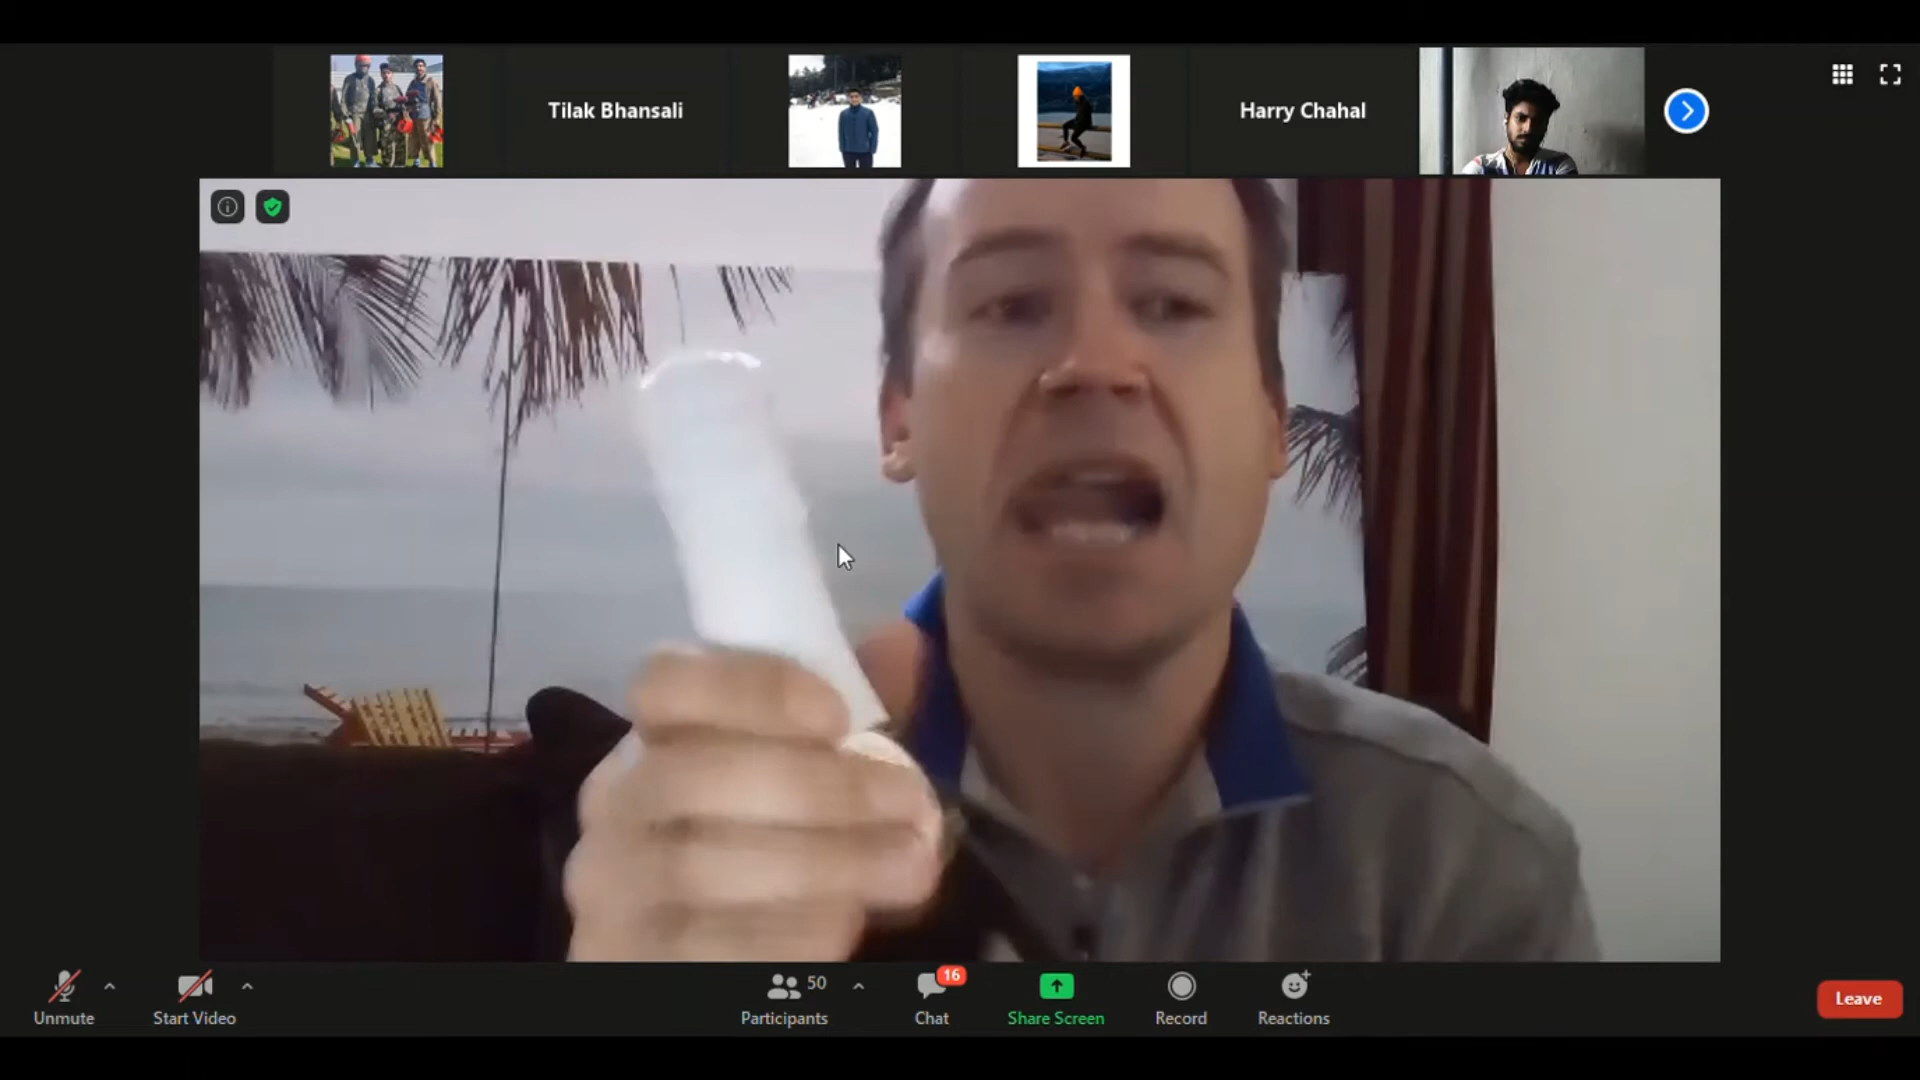 Tilak Bhansali
Harry Chahal
Unmute
Start Video
50
Participants
16
Chat
Share Screen
Record
Reactions
Leave